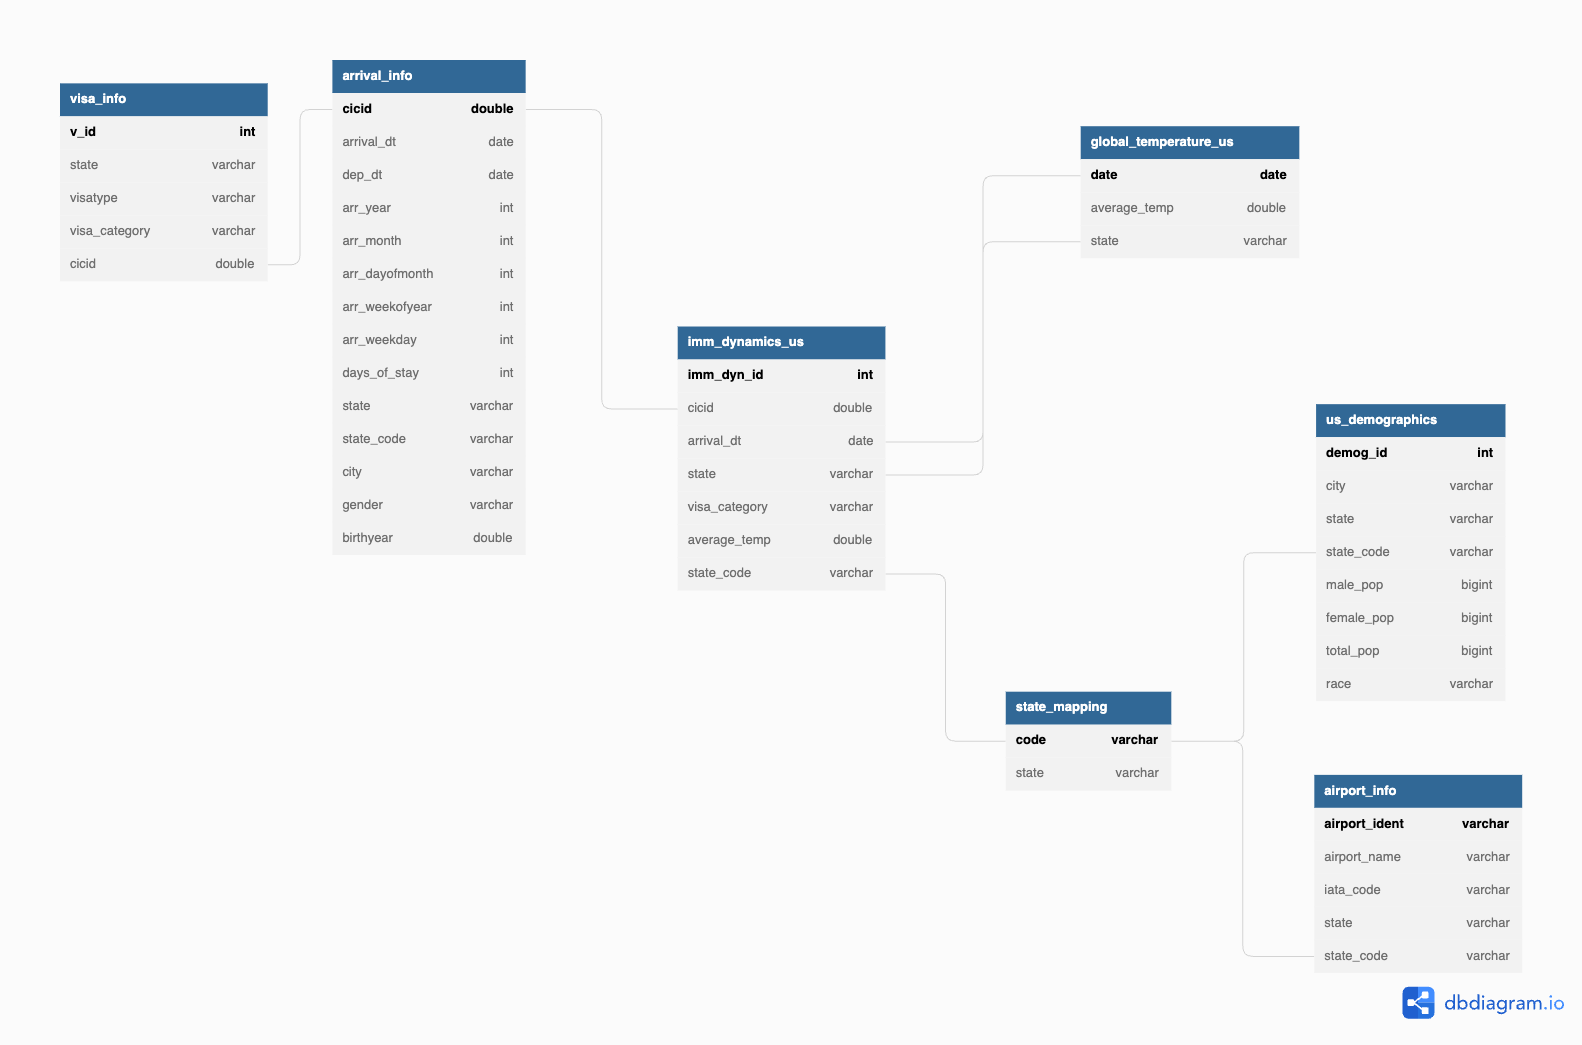 visa_info
v_id int
state varchar
visatype varchar
visa_category varchar
cicid double
arrival_info
cicid double
arrival_dt date
dep_dt date
arr_year int
arr_month int
arr_dayofmonth int
arr_weekofyear int
arr_weekday int
days_of_stay int
state varchar
state_code varchar
city varchar
gender varchar
birthyear double
imm_dynamics_us
imm_dyn_id int
cicid double
arrival_dt date
state varchar
visa_category varchar
average_temp double
state_code varchar
global_temperature_us
date date
average_temp double
state varchar
state_mapping
code varchar
state varchar
us_demographics
demog_id int
city varchar
state varchar
state_code varchar
male_pop bigint
female_pop bigint
total_pop bigint
race varchar
airport_info
airport_ident varchar
airport_name varchar
iata_code varchar
state varchar
state_code varchar
dbdiagram.io